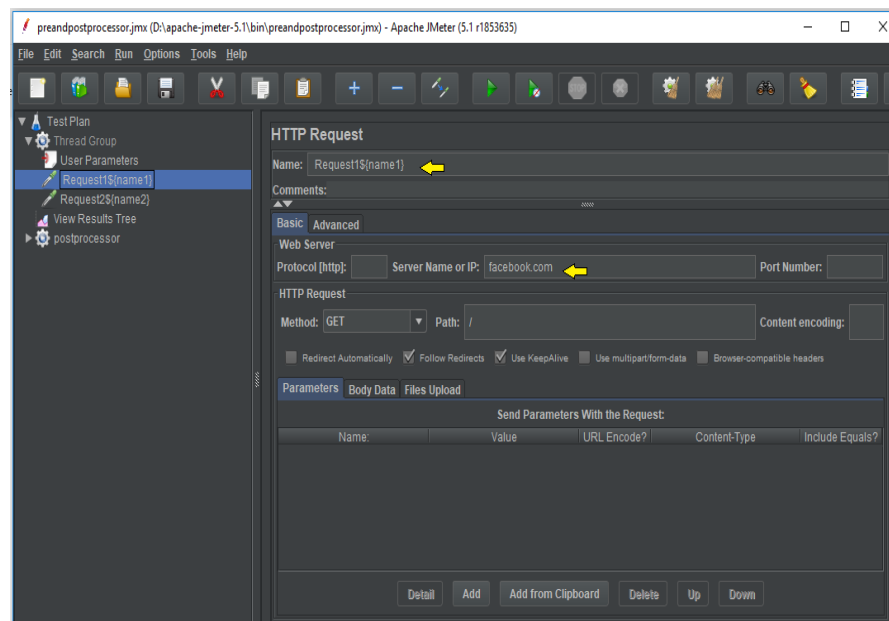 preandpostprocessor.jmx (D:\apache-jmeter-5.1\bin\preandpostprocessor.jmx) - Apache JMeter (5.1 r1853635)
File Edit Search Run Options Tools Help
Test Plan
Thread Group
User Parameters
Request1${name1}
Request2${name2}
View Results Tree
postprocessor
HTTP Request
Name: Request1${name1}
Comments:
Basic Advanced
Web Server
Protocol [http]: Server Name or IP: facebook.com Port Number:
HTTP Request
Method: GET Path: / Content encoding:
Redirect Automatically Follow Redirects Use KeepAlive Use multipart/form-data Browser-compatible headers
Parameters Body Data Files Upload
Send Parameters With the Request:
Name: Value URL Encode? Content-Type Include Equals?
Detail Add Add from Clipboard Delete Up Down